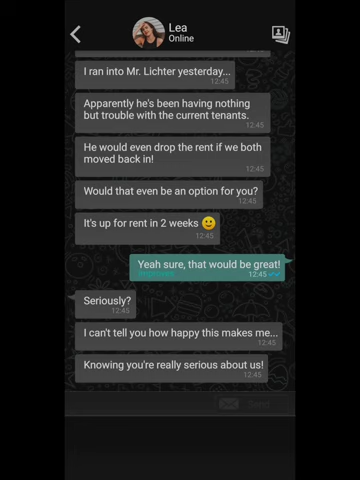 Lea
Online
12:45
I ran into Mr. Lichter yesterday...
12:45
Apparently he's been having nothing
but trouble with the current tenants.
12:45
He would even drop the rent if we both
moved back in!
12:45
Would that even be an option for you?
12:45
It's up for rent in 2 weeks 🙂
12:45
Yeah sure, that would be great!
12:45
Seriously?
12:45
I can't tell you how happy this makes me...
12:45
Knowing you're really serious about us!
12:45